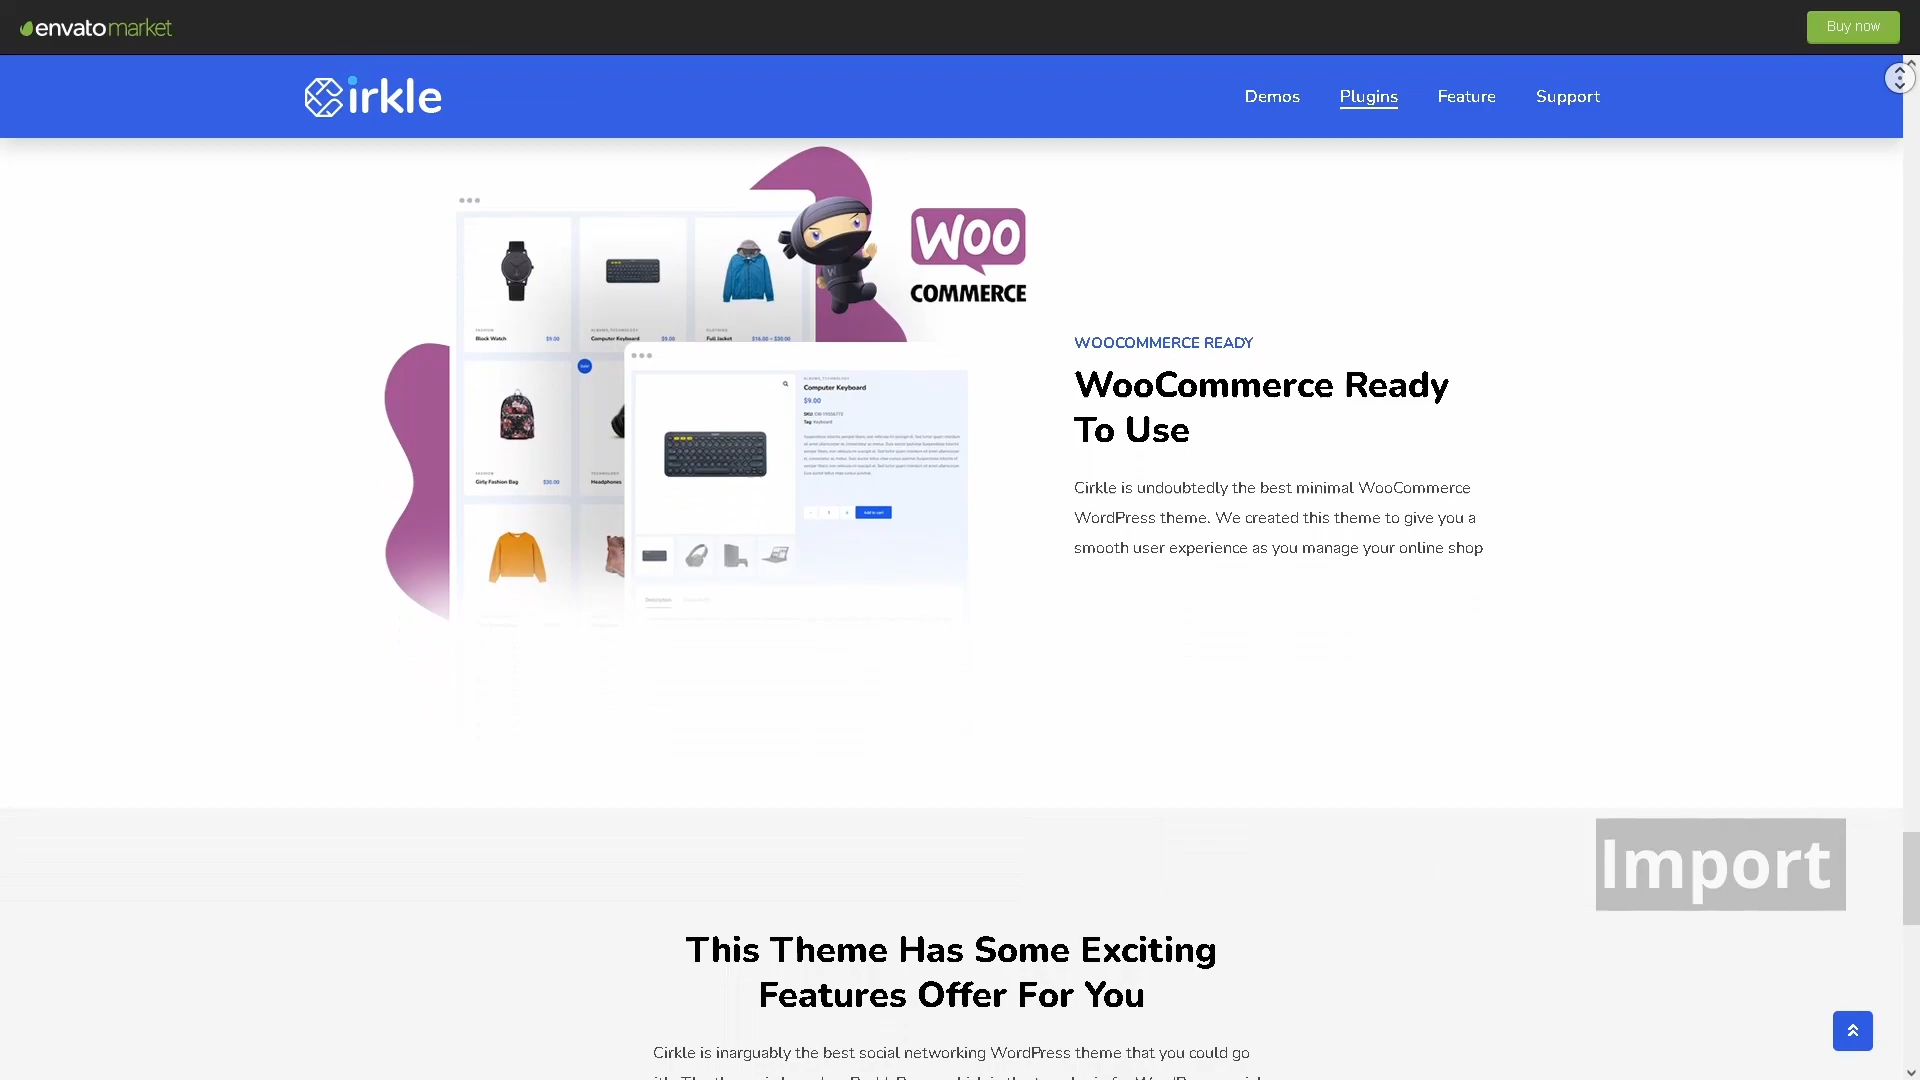 envato market
Buy now
Cirkle
Demos
Plugins
Feature
Support
WOO
COMMERCE
FASHION
Black Watch $9.00
ALBUMS, TECHNOLOGY
Computer Keyboard $9.00
CLOTHING
Full Jacket $16.00 – $30.00
ALBUMS, TECHNOLOGY
Computer Keyboard
$9.00
Tag: Keyboard
Add to cart
FASHION
Girly Fashion Bag $30.00
TECHNOLOGY
Headphones
Description
WOOCOMMERCE READY
WooCommerce Ready
To Use
Cirkle is undoubtedly the best minimal WooCommerce
WordPress theme. We created this theme to give you a
smooth user experience as you manage your online shop
Import
This Theme Has Some Exciting
Features Offer For You
Cirkle is inarguably the best social networking WordPress theme that you could go